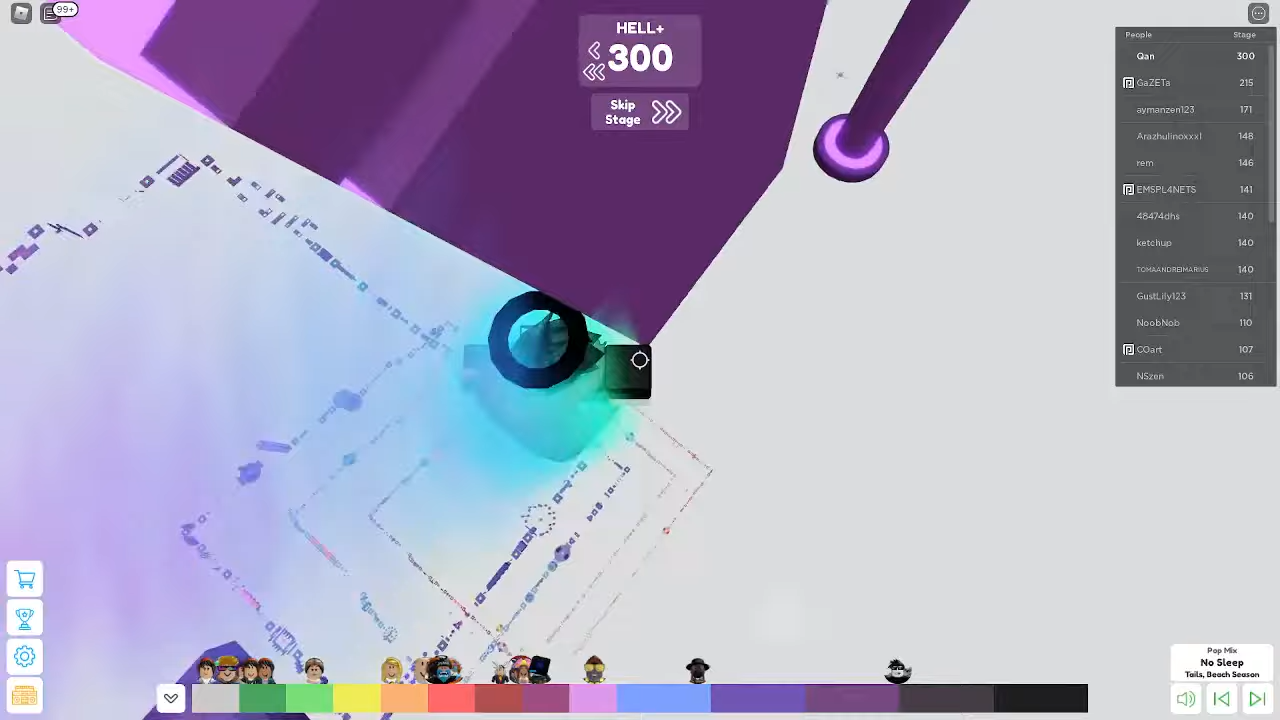 99+
HELL+
300
Skip
Stage
People Stage
Qan 300
GaZETa 215
aymanzen123 171
Arazhulinoxxx1 148
rem 146
EMSPL4NETS 141
48474dhs 140
ketchup 140
TOMAANDREIMARIUS 140
GustLily123 131
NoobNob 110
COart 107
NSzen 106
Pop Mix
No Sleep
Tails, Beach Season